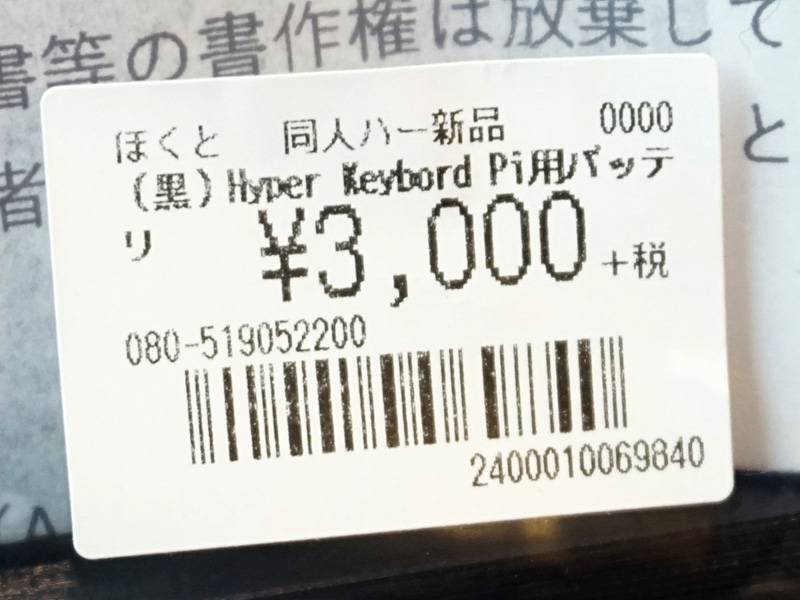 書等の書作権は放棄して
者
と
ほくと 同人ハー新品 0000
(黒)Hyper Keybord Pi用バッテ
リ ¥3,000 +税
080-519052200
2400010069840